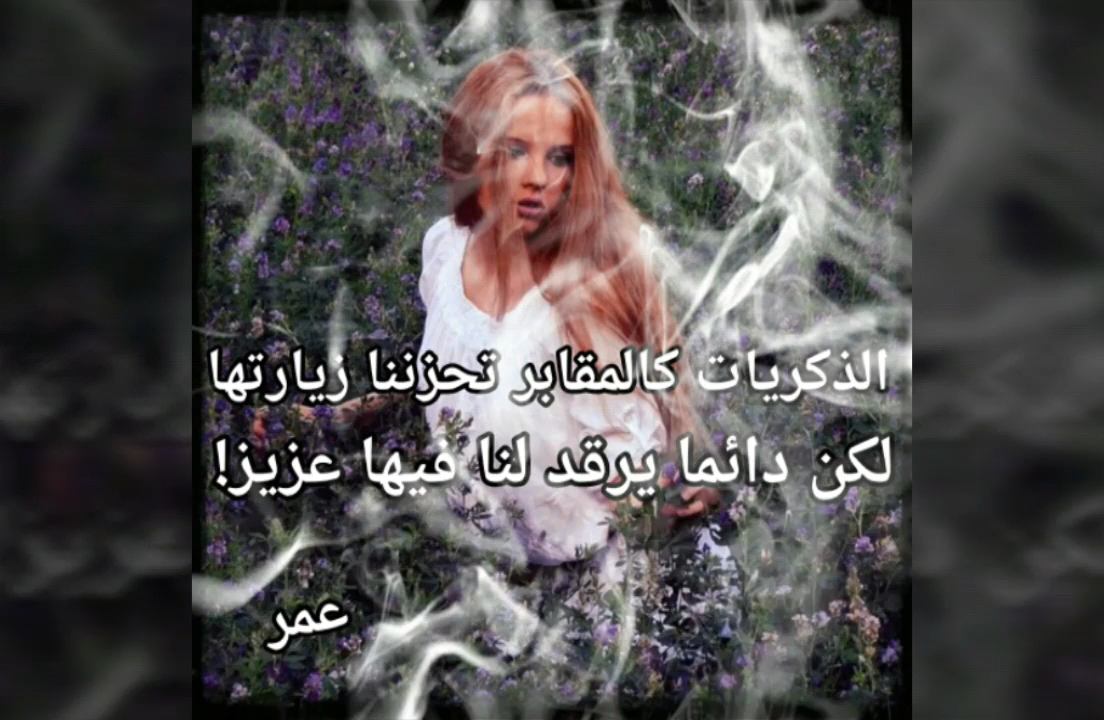 الذكريات كالمقابر تحزننا زيارتها
لكن دائما يرقد لنا فيها عزيز!
عمر